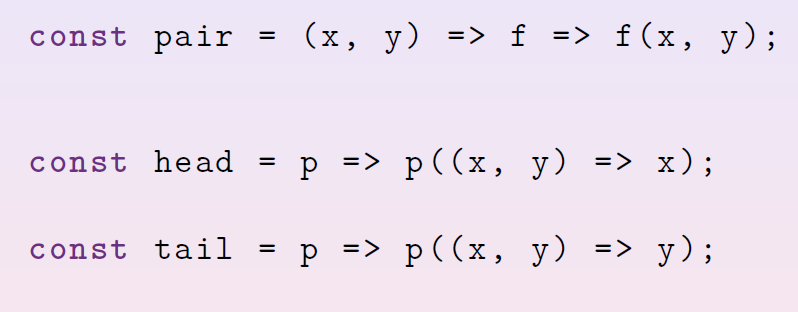 const pair = (x, y) => f => f(x, y);
const head = p => p((x, y) => x);
const tail = p => p((x, y) => y);